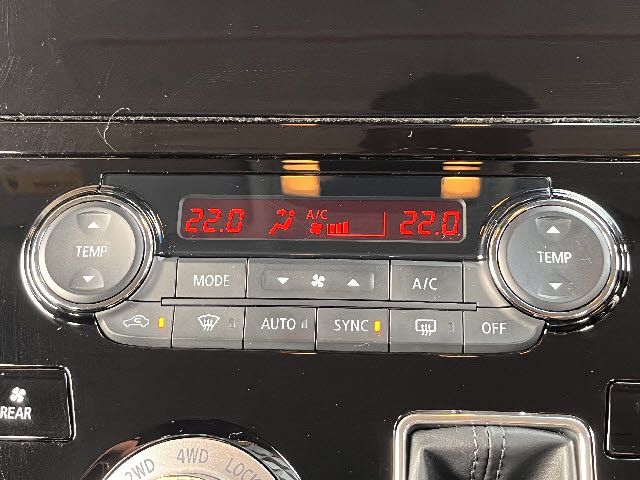 22.0 A/C 22.0
TEMP
TEMP
MODE A/C
AUTO SYNC OFF
REAR
2WD 4WD LOCK